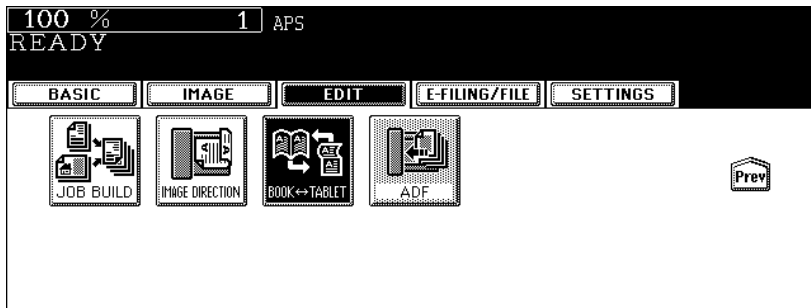 100 % 1 APS
READY
BASIC IMAGE EDIT E-FILING/FILE SETTINGS
JOB BUILD IMAGE DIRECTION BOOK↔TABLET ADF
Prev